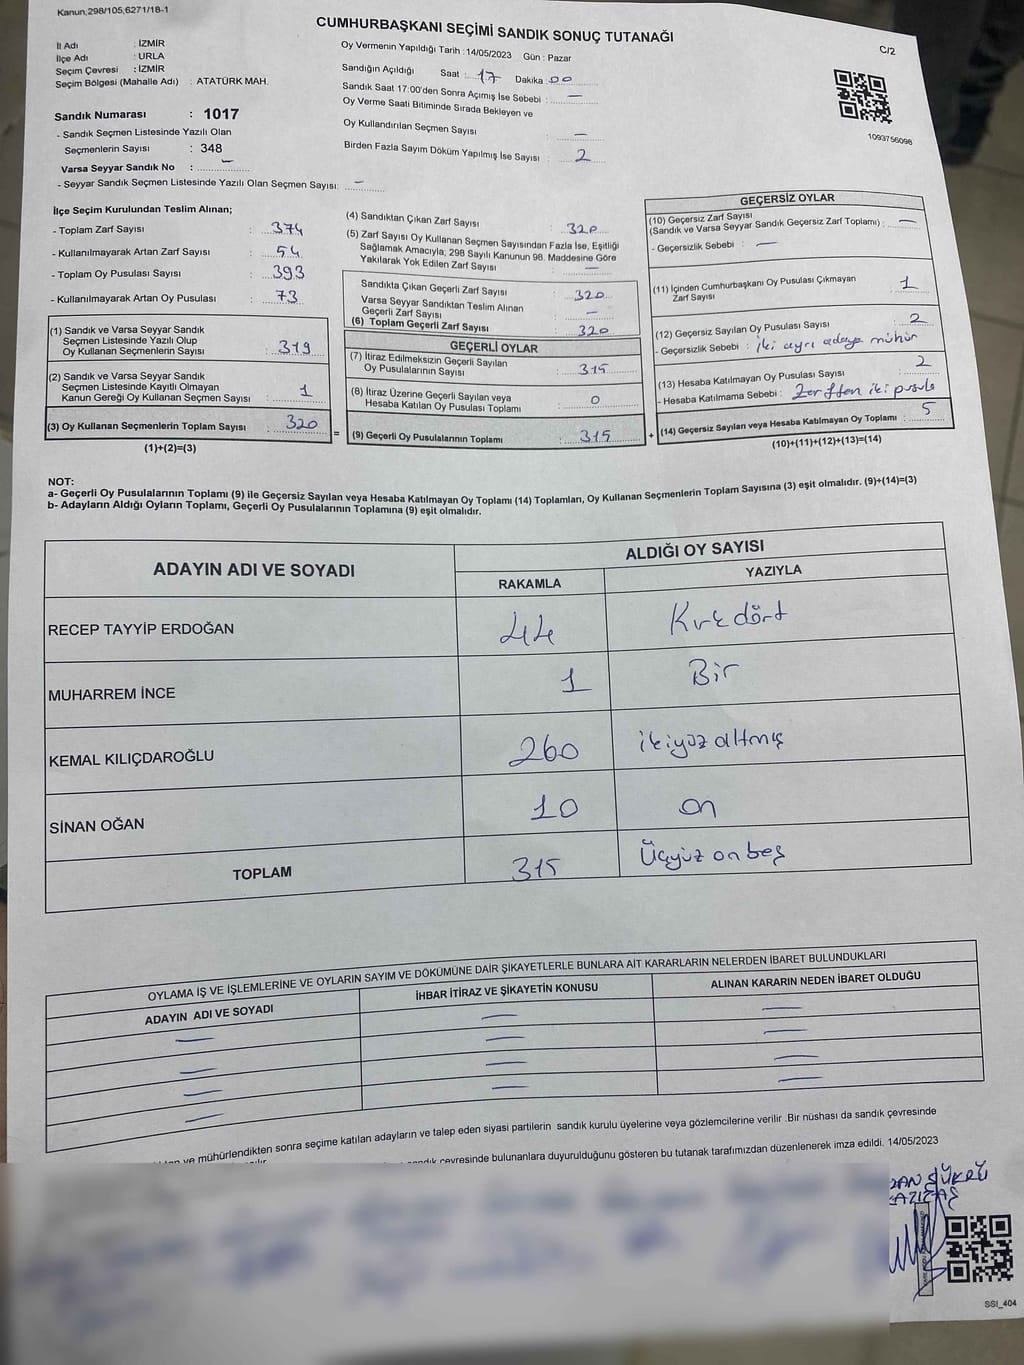 Kanun,298/105,6271/18-1
CUMHURBAŞKANI SEÇİMİ SANDIK SONUÇ TUTANAĞI
C/2
İl Adı : İZMİR
İlçe Adı : URLA
Seçim Çevresi : İZMİR
Seçim Bölgesi (Mahalle Adı) : ATATÜRK MAH.
Sandık Numarası : 1017
- Sandık Seçmen Listesinde Yazılı Olan
Seçmenlerin Sayısı : 348
Varsa Seyyar Sandık No : —
- Seyyar Sandık Seçmen Listesinde Yazılı Olan Seçmen Sayısı: —
Oy Vermenin Yapıldığı Tarih : 14/05/2023 Gün : Pazar
Sandığın Açıldığı Saat : 17 Dakika : 00
Sandık Saat 17:00'den Sonra Açımış İse Sebebi : —
Oy Verme Saati Bitiminde Sırada Bekleyen ve
Oy Kullandırılan Seçmen Sayısı : —
Birden Fazla Sayım Döküm Yapılmış İse Sayısı : 2
1093756096
İlçe Seçim Kurulundan Teslim Alınan;
- Toplam Zarf Sayısı : 374
- Kullanılmayarak Artan Zarf Sayısı : 54
- Toplam Oy Pusulası Sayısı : 393
- Kullanılmayarak Artan Oy Pusulası : 73
(1) Sandık ve Varsa Seyyar Sandık
Seçmen Listesinde Yazılı Olup
Oy Kullanan Seçmenlerin Sayısı : 319
(2) Sandık ve Varsa Seyyar Sandık
Seçmen Listesinde Kayıtlı Olmayan
Kanun Gereği Oy Kullanan Seçmen Sayısı : 1
(3) Oy Kullanan Seçmenlerin Toplam Sayısı : 320
(1)+(2)=(3)
=
(4) Sandıktan Çıkan Zarf Sayısı : 320
(5) Zarf Sayısı Oy Kullanan Seçmen Sayısından Fazla İse, Eşitliği
Sağlamak Amacıyla; 298 Sayılı Kanunun 98. Maddesine Göre
Yakılarak Yok Edilen Zarf Sayısı : —
Sandıkta Çıkan Geçerli Zarf Sayısı : 320
Varsa Seyyar Sandıktan Teslim Alınan
Geçerli Zarf Sayısı : —
(6) Toplam Geçerli Zarf Sayısı : 320
GEÇERLİ OYLAR
(7) İtiraz Edilmeksizin Geçerli Sayılan
Oy Pusulalarının Sayısı : 315
(8) İtiraz Üzerine Geçerli Sayılan veya
Hesaba Katılan Oy Pusulaları Toplamı : 0
(9) Geçerli Oy Pusulalarının Toplamı : 315
+
GEÇERSİZ OYLAR
(10) Geçersiz Zarf Sayısı
(Sandık ve Varsa Seyyar Sandık Geçersiz Zarf Toplamı) : —
- Geçersizlik Sebebi : —
(11) İçinden Cumhurbaşkanı Oy Pusulası Çıkmayan
Zarf Sayısı : 1
(12) Geçersiz Sayılan Oy Pusulası Sayısı : 2
- Geçersizlik Sebebi : iki ayrı adaya mühür
(13) Hesaba Katılmayan Oy Pusulası Sayısı : 2
- Hesaba Katılmama Sebebi : Zarftan iki pusula
(14) Geçersiz Sayılan veya Hesaba Katılmayan Oy Toplamı : 5
(10)+(11)+(12)+(13)=(14)
NOT:
a- Geçerli Oy Pusulalarının Toplamı (9) ile Geçersiz Sayılan veya Hesaba Katılmayan Oy Toplamı (14) Toplamları, Oy Kullanan Seçmenlerin Toplam Sayısına (3) eşit olmalıdır. (9)+(14)=(3)
b- Adayların Aldığı Oyların Toplamı, Geçerli Oy Pusulalarının Toplamına (9) eşit olmalıdır.
ADAYIN ADI VE SOYADI
ALDIĞI OY SAYISI
RAKAMLA YAZIYLA
RECEP TAYYİP ERDOĞAN 44 Kırkdört
MUHARREM İNCE 1 Bir
KEMAL KILIÇDAROĞLU 260 ikiyüz altmış
SİNAN OĞAN 10 on
TOPLAM 315 Üçyüz onbeş
OYLAMA İŞ VE İŞLEMLERİNE VE OYLARIN SAYIM VE DÖKÜMÜNE DAİR ŞİKAYETLERLE BUNLARA AİT KARARLARIN NELERDEN İBARET BULUNDUKLARI
ADAYIN ADI VE SOYADI İHBAR İTİRAZ VE ŞİKAYETİN KONUSU ALINAN KARARIN NEDEN İBARET OLDUĞU
— — —
— — —
— — —
— — —
ve mühürlendikten sonra seçime katılan adayların ve talep eden siyasi partilerin sandık kurulu üyelerine veya gözlemcilerine verilir .Bir nüshası da sandık çevresinde
çevresinde bulunanlara duyurulduğunu gösteren bu tutanak tarafımızdan düzenlenerek imza edildi. 14/05/2023
ŞÜKRÜ
SSI_404